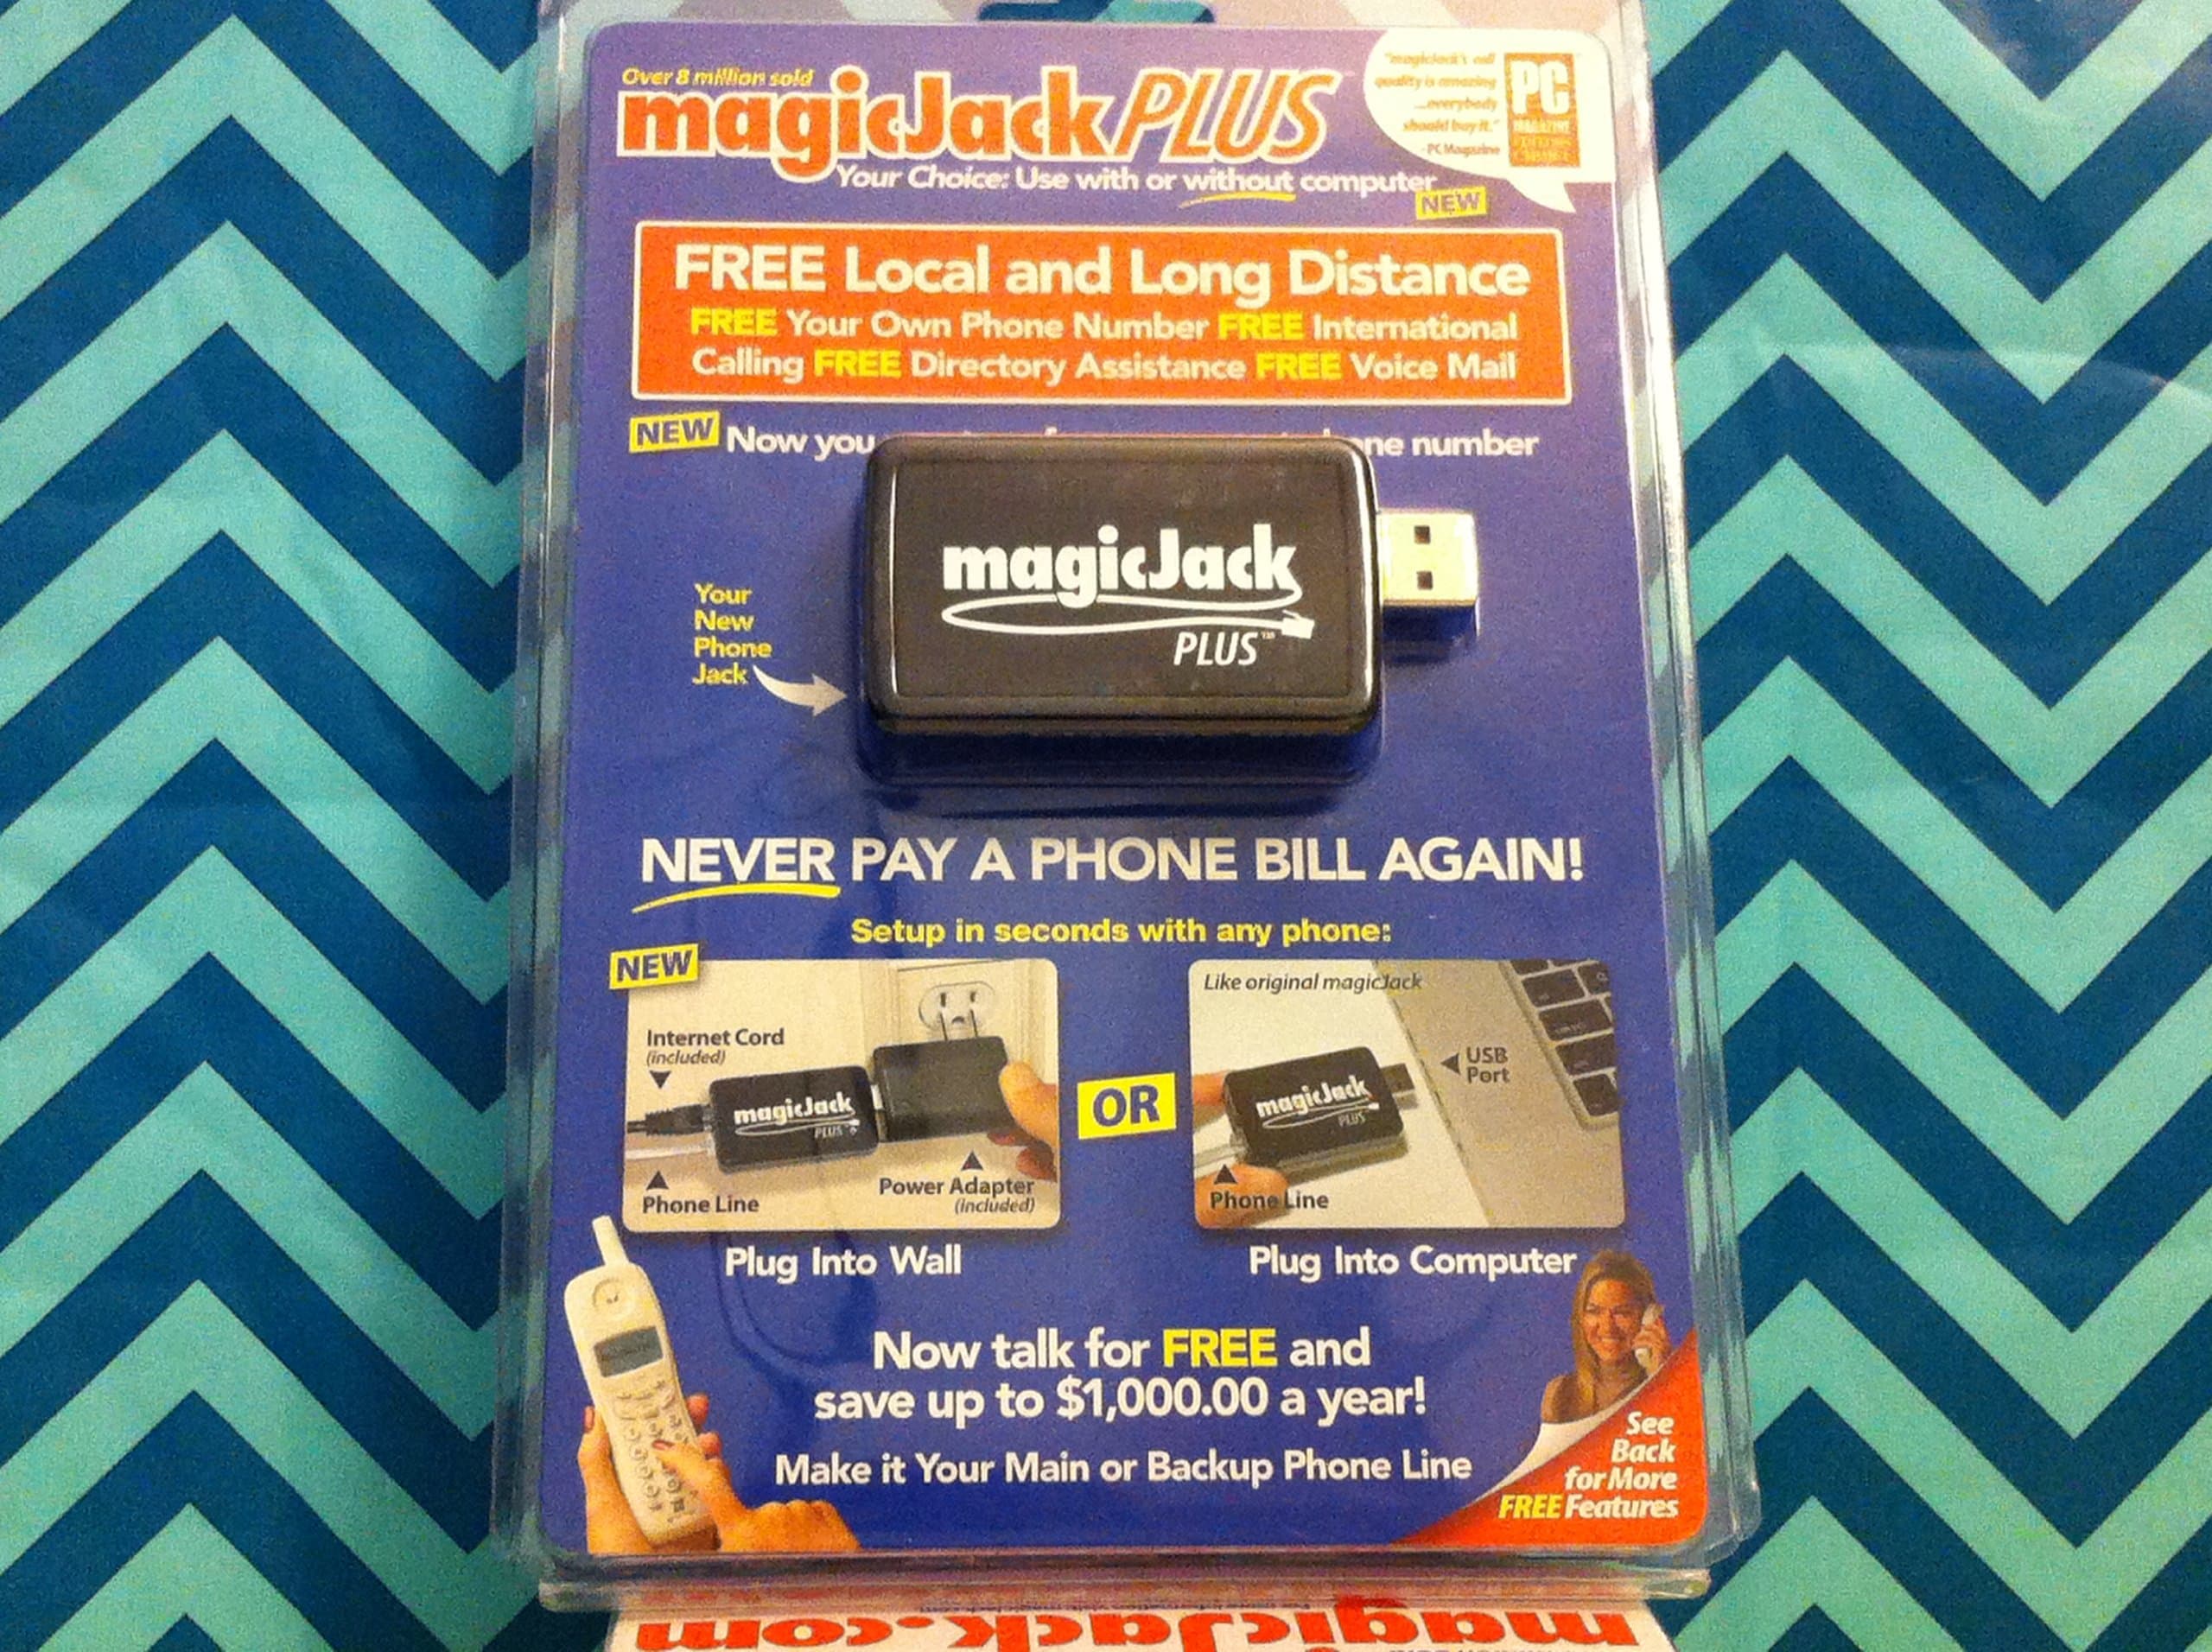 Over 8 million sold
magicJack PLUS
Your Choice: Use with or without computer
NEW
"magicJack's call
quality is amazing
...everybody
should buy it."
- PC Magazine
PC
MAGAZINE
EDITORS'
CHOICE
FREE Local and Long Distance
FREE Your Own Phone Number FREE International
Calling FREE Directory Assistance FREE Voice Mail
NEW Now you number
magicJack
PLUS™
Your
New
Phone
Jack
NEVER PAY A PHONE BILL AGAIN!
Setup in seconds with any phone:
NEW
Internet Cord
(included)
magicJack
PLUS
Phone Line
Power Adapter
(included)
Plug Into Wall
OR
Like original magicJack
USB
Port
magicJack
PLUS
Phone Line
Plug Into Computer
Now talk for FREE and
save up to $1,000.00 a year!
Make it Your Main or Backup Phone Line
See
Back
for More
FREE Features
magicJack.com